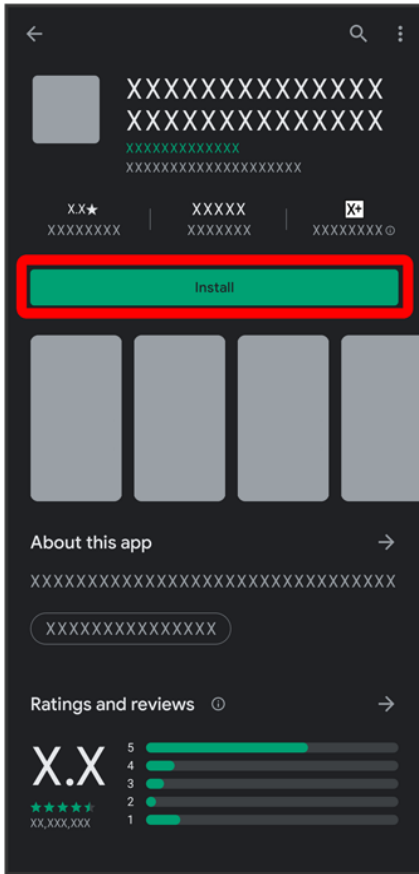 XXXXXXXXXXXXXX
XXXXXXXXXXXXXX
XXXXXXXXXXXXX
XXXXXXXXXXXXXXXXXXXX
X.X★ XXXXX X+
XXXXXXXX XXXXXXX XXXXXXXX
Install
About this app
XXXXXXXXXXXXXXXXXXXXXXXXXXXXXXXX
XXXXXXXXXXXXXXX
Ratings and reviews
X.X
XX,XXX,XXX
5
4
3
2
1